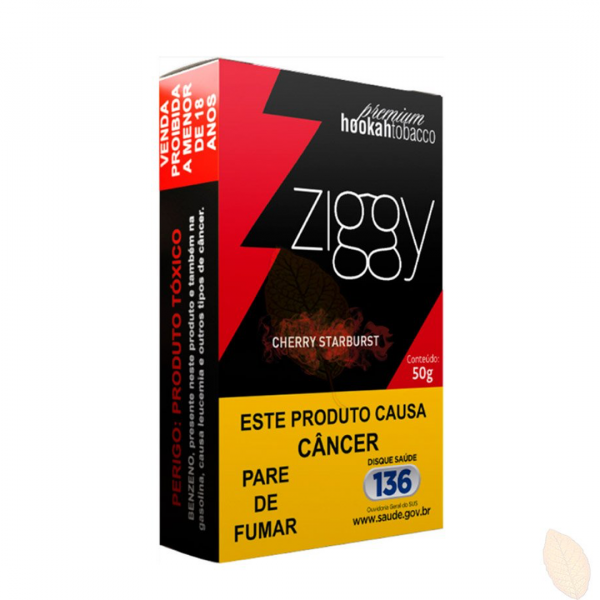 VENDA
PROIBIDA
A MENOR
DE 18
ANOS
PERIGO: PRODUTO TÓXICO
BENZENO, presente neste produto e também na
gasolina, causa leucemia e outros tipos de câncer.
premium
hookahtobacco
ziggy
CHERRY STARBURST
Conteúdo:
50g
ESTE PRODUTO CAUSA
CÂNCER
PARE
DE
FUMAR
DISQUE SAÚDE
136
Ouvidoria Geral do SUS
www.saude.gov.br